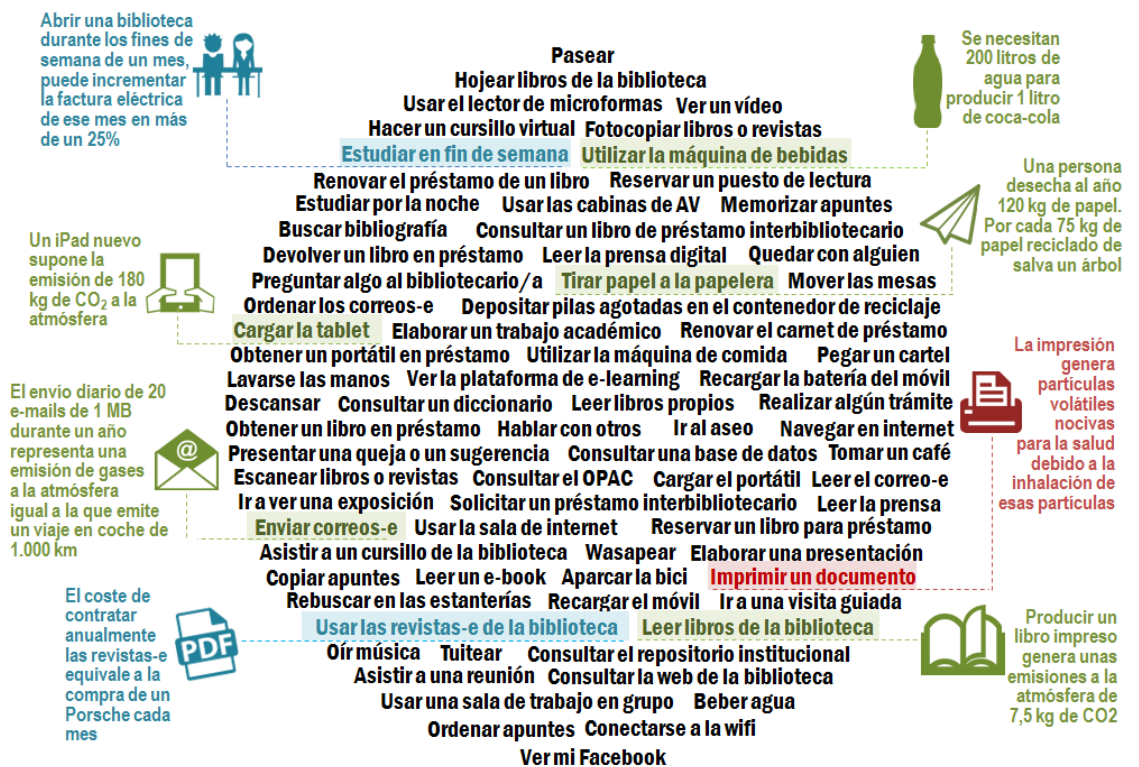 Abrir una biblioteca
durante los fines de
semana de un mes,
puede incrementar
la factura eléctrica
de ese mes en más
de un 25%
Se necesitan
200 litros de
agua para
producir 1 litro
de coca-cola
Una persona
desecha al año
120 kg de papel.
Por cada 75 kg de
papel reciclado de
salva un árbol
Un iPad nuevo
supone la
emisión de 180
kg de CO2 a la
atmósfera
La impresión
genera
partículas
volátiles
nocivas
para la salud
debido a la
inhalación de
esas partículas
El envío diario de 20
e-mails de 1 MB
durante un año
representa una
emisión de gases
a la atmósfera
igual a la que emite
un viaje en coche de
1.000 km
@
El coste de
contratar
anualmente
las revistas-e
equivale a la
compra de un
Porsche cada
mes
PDF
Producir un
libro impreso
genera unas
emisiones a la
atmósfera de
7,5 kg de CO2
Pasear
Hojear libros de la biblioteca
Usar el lector de microformas Ver un vídeo
Hacer un cursillo virtual Fotocopiar libros o revistas
Estudiar en fin de semana Utilizar la máquina de bebidas
Renovar el préstamo de un libro Reservar un puesto de lectura
Estudiar por la noche Usar las cabinas de AV Memorizar apuntes
Buscar bibliografía Consultar un libro de préstamo interbibliotecario
Devolver un libro en préstamo Leer la prensa digital Quedar con alguien
Preguntar algo al bibliotecario/a Tirar papel a la papelera Mover las mesas
Ordenar los correos-e Depositar pilas agotadas en el contenedor de reciclaje
Cargar la tablet Elaborar un trabajo académico Renovar el carnet de préstamo
Obtener un portátil en préstamo Utilizar la máquina de comida Pegar un cartel
Lavarse las manos Ver la plataforma de e-learning Recargar la batería del móvil
Descansar Consultar un diccionario Leer libros propios Realizar algún trámite
Obtener un libro en préstamo Hablar con otros Ir al aseo Navegar en internet
Presentar una queja o un sugerencia Consultar una base de datos Tomar un café
Escanear libros o revistas Consultar el OPAC Cargar el portátil Leer el correo-e
Ir a ver una exposición Solicitar un préstamo interbibliotecario Leer la prensa
Enviar correos-e Usar la sala de internet Reservar un libro para préstamo
Asistir a un cursillo de la biblioteca Wasapear Elaborar una presentación
Copiar apuntes Leer un e-book Aparcar la bici Imprimir un documento
Rebuscar en las estanterías Recargar el móvil Ir a una visita guiada
Usar las revistas-e de la biblioteca Leer libros de la biblioteca
Oír música Tuitear Consultar el repositorio institucional
Asistir a una reunión Consultar la web de la biblioteca
Usar una sala de trabajo en grupo Beber agua
Ordenar apuntes Conectarse a la wifi
Ver mi Facebook